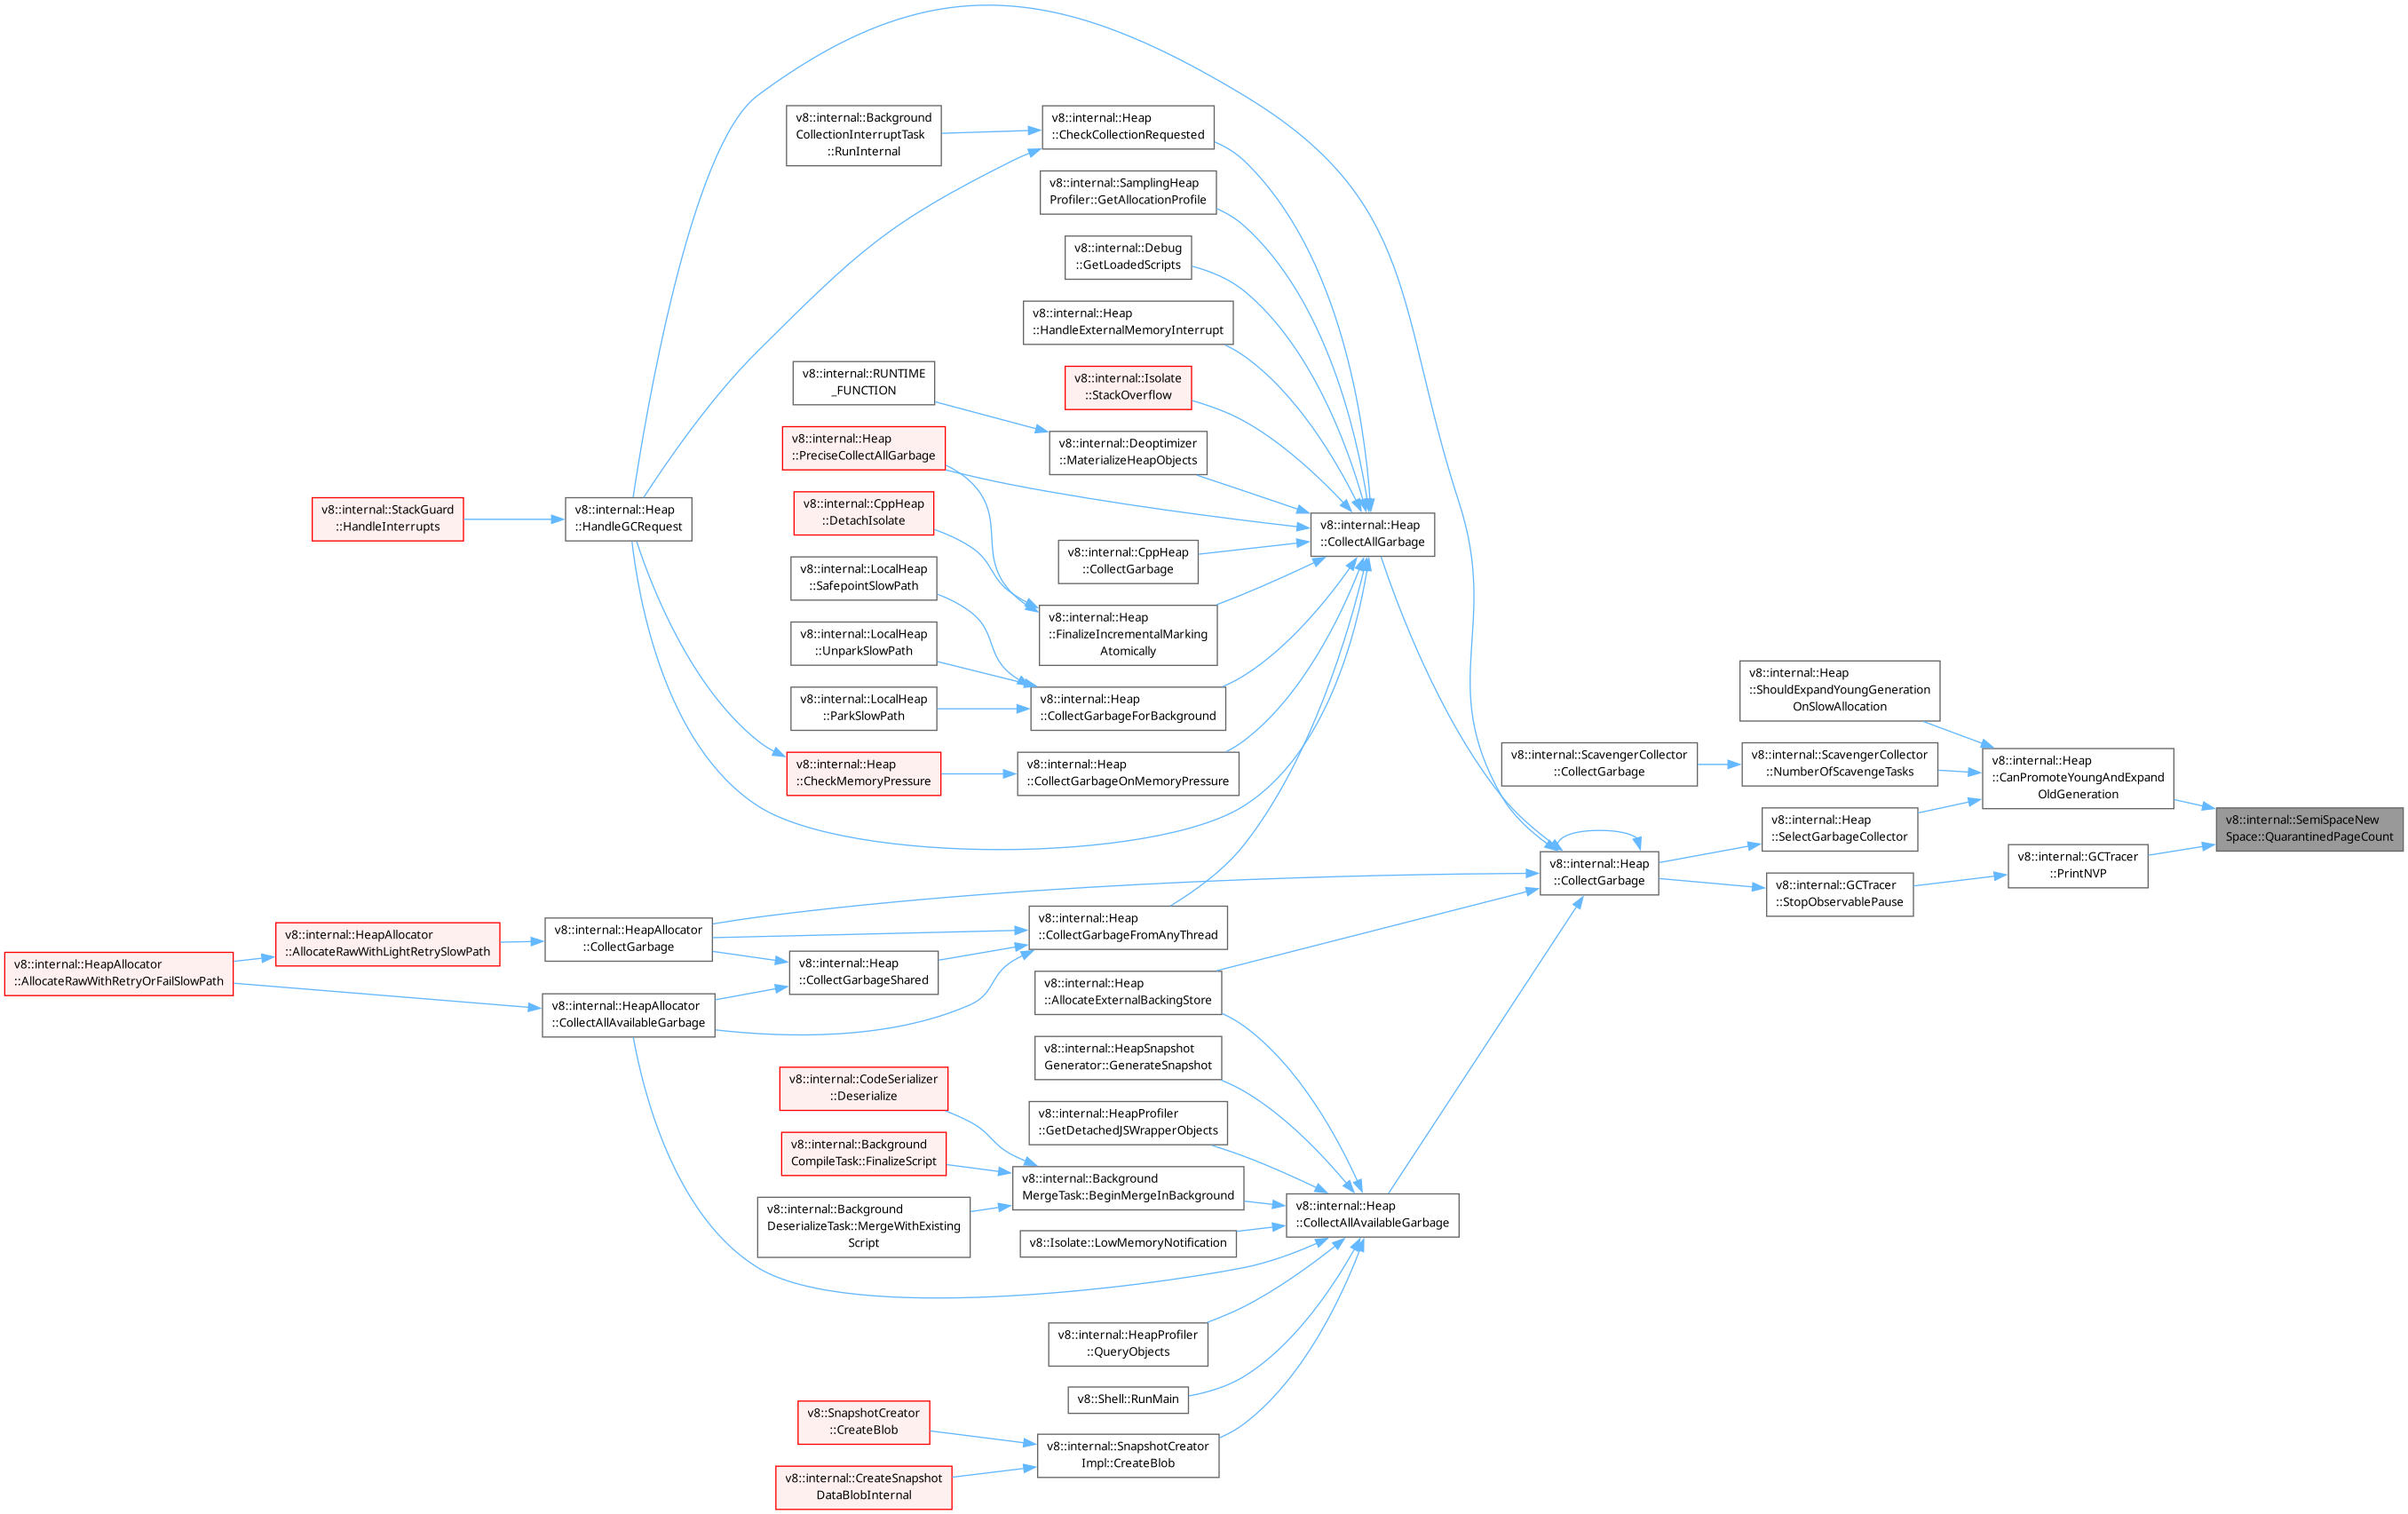 v8::internal::Background
CollectionInterruptTask
::RunInternal
v8::internal::Heap
::CheckCollectionRequested
v8::internal::SamplingHeap
Profiler::GetAllocationProfile
v8::internal::Debug
::GetLoadedScripts
v8::internal::Heap
::HandleExternalMemoryInterrupt
v8::internal::RUNTIME
_FUNCTION
v8::internal::Isolate
::StackOverflow
v8::internal::Heap
::PreciseCollectAllGarbage
v8::internal::Deoptimizer
::MaterializeHeapObjects
v8::internal::StackGuard
::HandleInterrupts
v8::internal::Heap
::HandleGCRequest
v8::internal::CppHeap
::DetachIsolate
v8::internal::CppHeap
::CollectGarbage
v8::internal::Heap
::CollectAllGarbage
v8::internal::LocalHeap
::SafepointSlowPath
v8::internal::Heap
::FinalizeIncrementalMarking
Atomically
v8::internal::LocalHeap
::UnparkSlowPath
v8::internal::LocalHeap
::ParkSlowPath
v8::internal::Heap
::CollectGarbageForBackground
v8::internal::Heap
::CheckMemoryPressure
v8::internal::Heap
::CollectGarbageOnMemoryPressure
v8::internal::Heap
::ShouldExpandYoungGeneration
OnSlowAllocation
v8::internal::ScavengerCollector
::CollectGarbage
v8::internal::ScavengerCollector
::NumberOfScavengeTasks
v8::internal::Heap
::CanPromoteYoungAndExpand
OldGeneration
v8::internal::Heap
::SelectGarbageCollector
v8::internal::SemiSpaceNew
Space::QuarantinedPageCount
v8::internal::Heap
::CollectGarbage
v8::internal::GCTracer
::StopObservablePause
v8::internal::GCTracer
::PrintNVP
v8::internal::HeapAllocator
::AllocateRawWithRetryOrFailSlowPath
v8::internal::HeapAllocator
::AllocateRawWithLightRetrySlowPath
v8::internal::HeapAllocator
::CollectGarbage
v8::internal::Heap
::CollectGarbageShared
v8::internal::Heap
::CollectGarbageFromAnyThread
v8::internal::HeapAllocator
::CollectAllAvailableGarbage
v8::internal::Heap
::AllocateExternalBackingStore
v8::internal::HeapSnapshot
Generator::GenerateSnapshot
v8::internal::CodeSerializer
::Deserialize
v8::internal::HeapProfiler
::GetDetachedJSWrapperObjects
v8::internal::Background
CompileTask::FinalizeScript
v8::internal::Background
MergeTask::BeginMergeInBackground
v8::internal::Background
DeserializeTask::MergeWithExisting
Script
v8::Isolate::LowMemoryNotification
v8::internal::Heap
::CollectAllAvailableGarbage
v8::internal::HeapProfiler
::QueryObjects
v8::Shell::RunMain
v8::SnapshotCreator
::CreateBlob
v8::internal::SnapshotCreator
Impl::CreateBlob
v8::internal::CreateSnapshot
DataBlobInternal